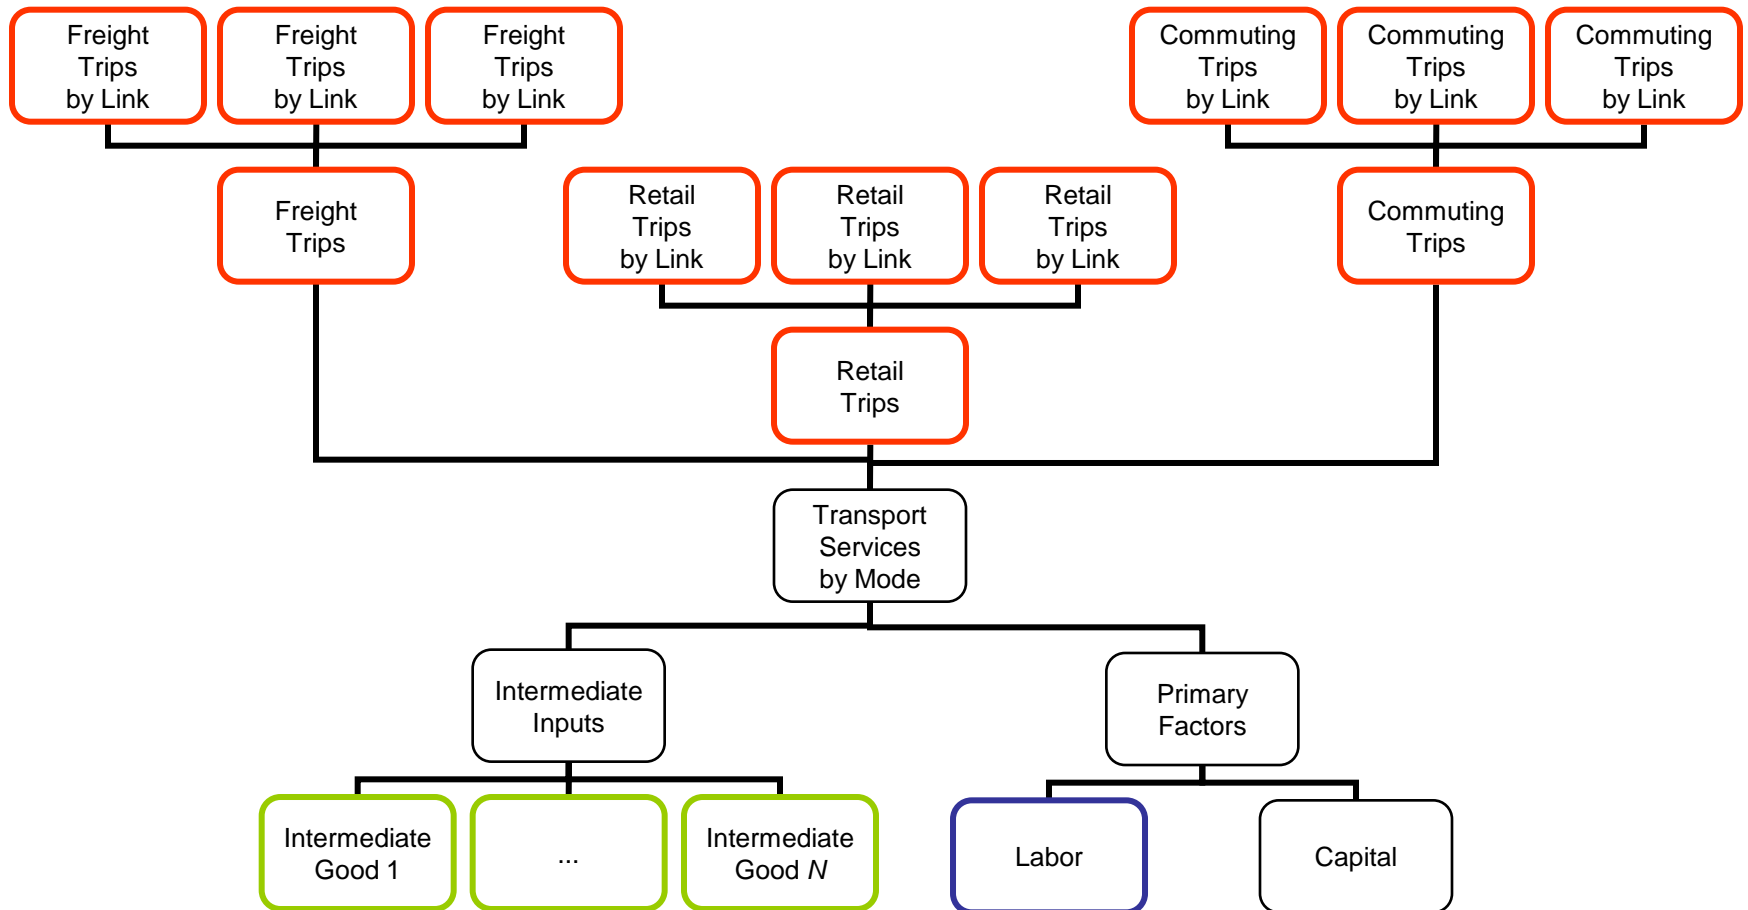 Freight
Trips
by Link
Freight
Trips
by Link
Freight
Trips
by Link
Commuting
Trips
by Link
Commuting
Trips
by Link
Commuting
Trips
by Link
Freight
Trips
Retail
Trips
by Link
Retail
Trips
by Link
Retail
Trips
by Link
Commuting
Trips
Retail
Trips
Transport
Services
by Mode
Intermediate
Inputs
Primary
Factors
Intermediate
Good 1
...
Intermediate
Good N
Labor
Capital